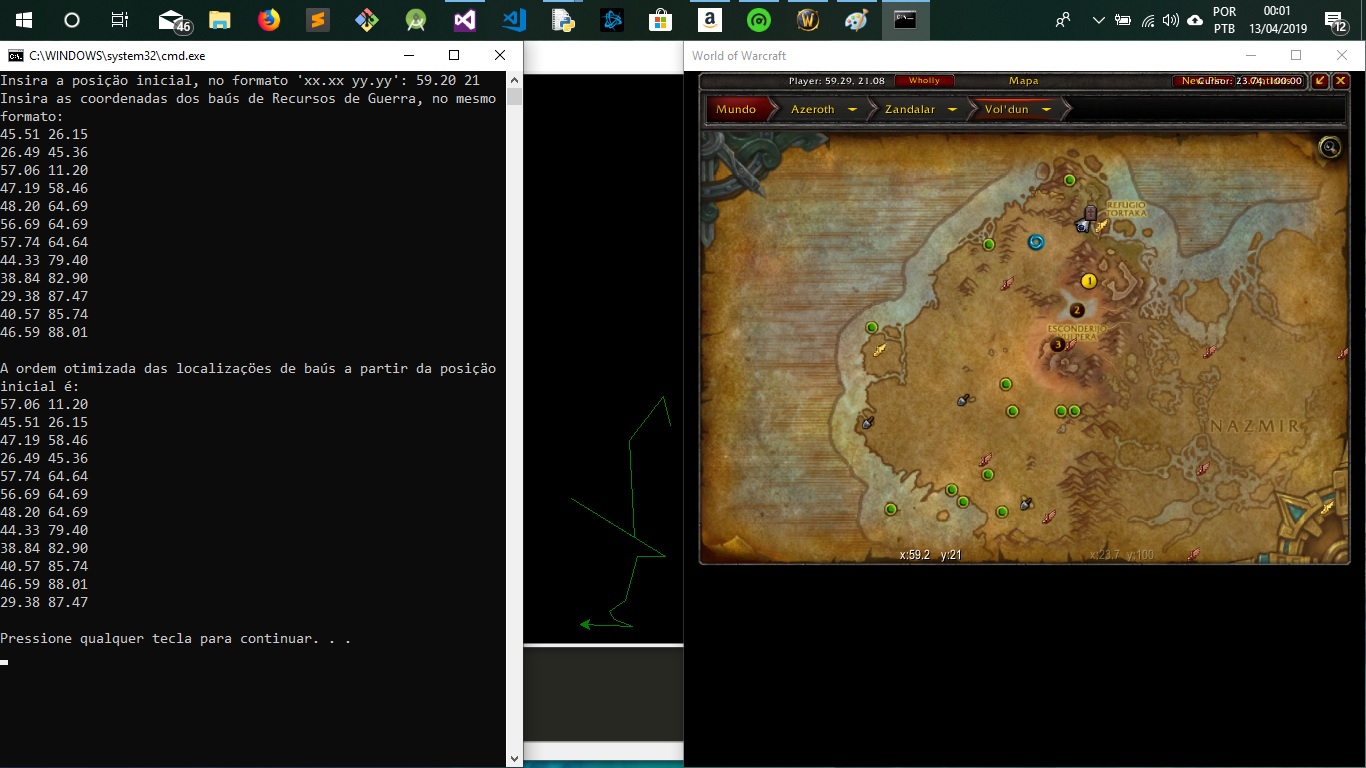 46
POR
PTB
00:01
13/04/2019
12
C:\WINDOWS\system32\cmd.exe
Insira a posição inicial, no formato 'xx.xx yy.yy': 59.20 21
Insira as coordenadas dos baús de Recursos de Guerra, no mesmo
formato:
45.51 26.15
26.49 45.36
57.06 11.20
47.19 58.46
48.20 64.69
56.69 64.69
57.74 64.64
44.33 79.40
38.84 82.90
29.38 87.47
40.57 85.74
46.59 88.01
A ordem otimizada das localizações de baús a partir da posição
inicial é:
57.06 11.20
45.51 26.15
47.19 58.46
26.49 45.36
57.74 64.64
56.69 64.69
48.20 64.69
44.33 79.40
38.84 82.90
40.57 85.74
46.59 88.01
29.38 87.47
Pressione qualquer tecla para continuar. . .
World of Warcraft
Player: 59.29, 21.08
Wholly
Mapa
Cursor: 23.74, 100.00
Mundo
Azeroth
Zandalar
Vol'dun
REFÚGIO
TORTAKA
1
2
ESCONDERIJO
VULPERA
3
NAZMIR
x:59.2 y:21
x:23.7 y:100